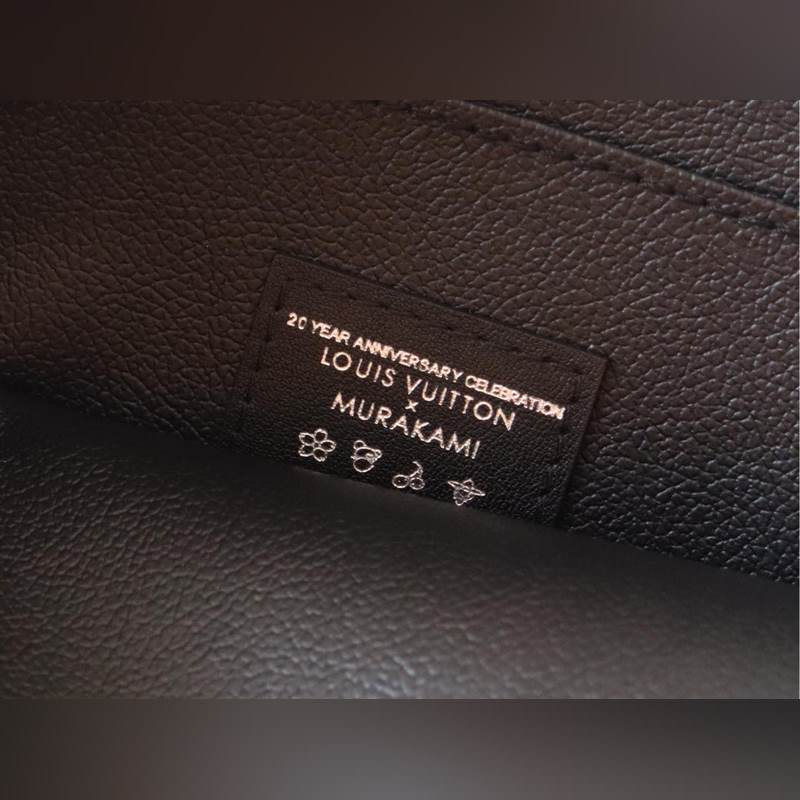 20 YEAR ANNIVERSARY CELEBRATION
LOUIS VUITTON
×
MURAKAMI